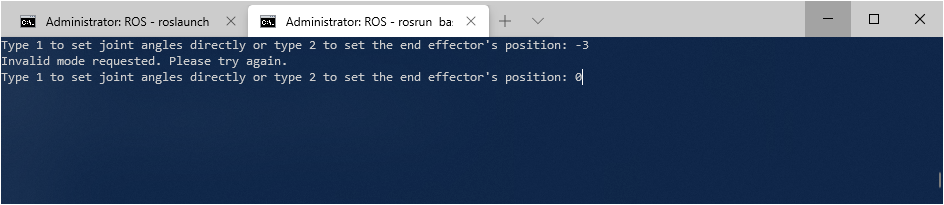 Administrator: ROS - roslaunch
Administrator: ROS - rosrun
Type 1 to set joint angles directly or type 2 to set the end effector's position: -3
Invalid mode requested. Please try again.
Type 1 to set joint angles directly or type 2 to set the end effector's position: 0